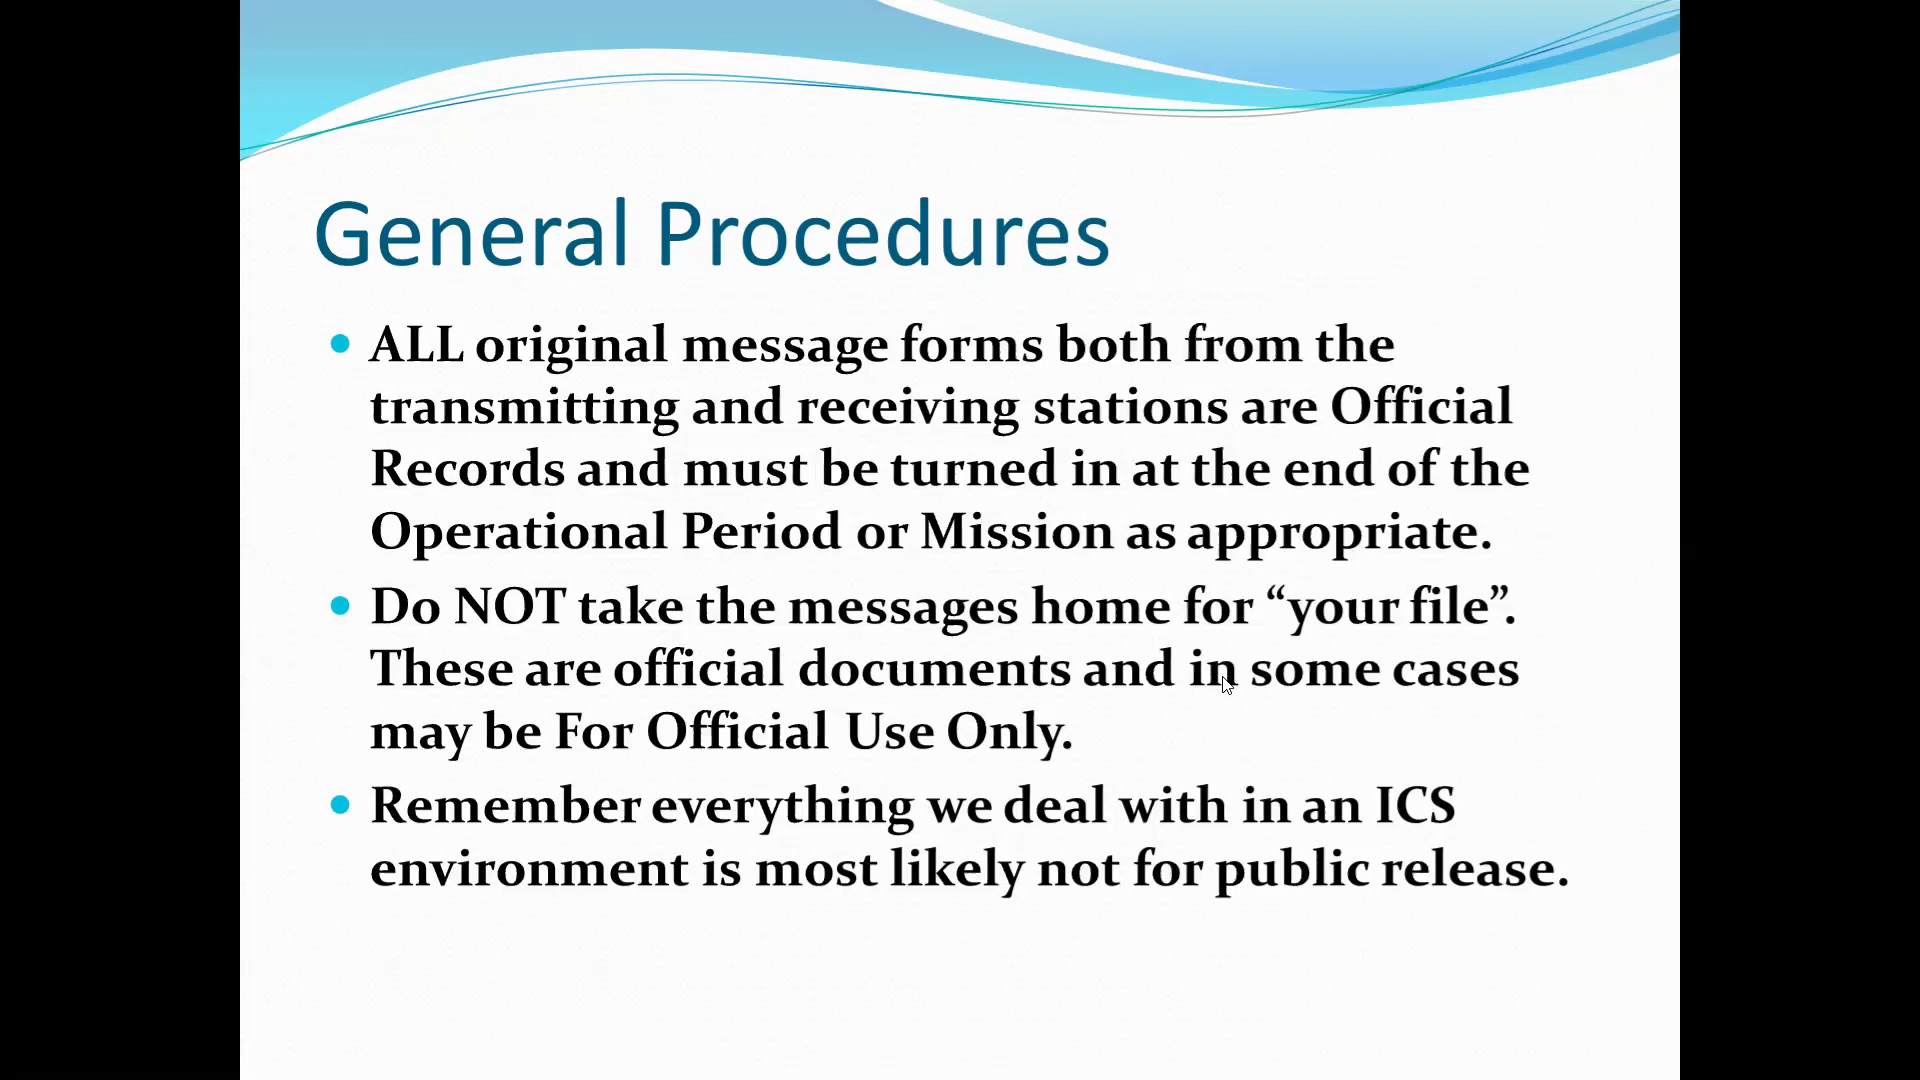 General Procedures
ALL original message forms both from the
transmitting and receiving stations are Official
Records and must be turned in at the end of the
Operational Period or Mission as appropriate.
Do NOT take the messages home for “your file”.
These are official documents and in some cases
may be For Official Use Only.
Remember everything we deal with in an ICS
environment is most likely not for public release.